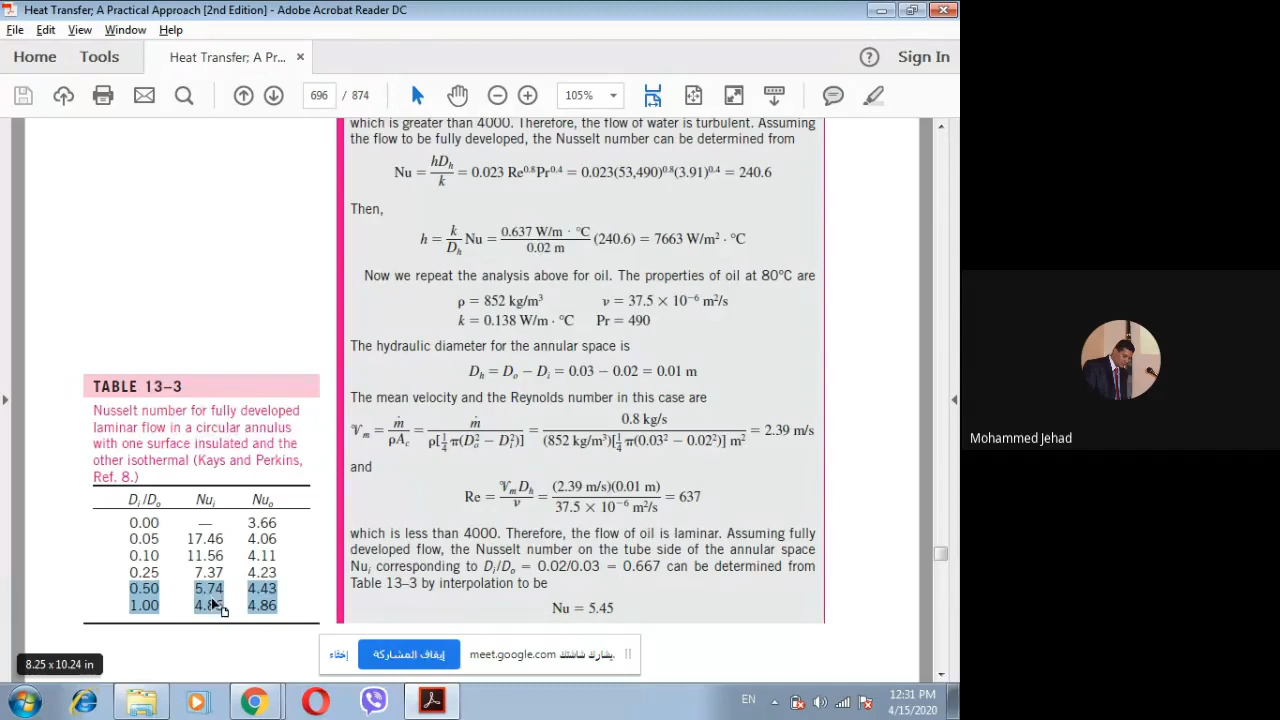 Heat Transfer; A Practical Approach [2nd Edition] - Adobe Acrobat Reader DC
File Edit View Window Help
Home Tools Heat Transfer; A Pr... × Sign In
696 / 874 105%
which is greater than 4000. Therefore, the flow of water is turbulent. Assuming
the flow to be fully developed, the Nusselt number can be determined from
Nu = hD_h/k = 0.023 Re^0.8 Pr^0.4 = 0.023(53,490)^0.8(3.91)^0.4 = 240.6
Then,
h = k/D_h Nu = 0.637 W/m · °C / 0.02 m (240.6) = 7663 W/m² · °C
Now we repeat the analysis above for oil. The properties of oil at 80°C are
ρ = 852 kg/m³ ν = 37.5 × 10⁻⁶ m²/s
k = 0.138 W/m · °C Pr = 490
The hydraulic diameter for the annular space is
D_h = D_o − D_i = 0.03 − 0.02 = 0.01 m
The mean velocity and the Reynolds number in this case are
𝒱_m = ṁ/ρA_c = ṁ/ρ[¼π(D_o² − D_i²)] = 0.8 kg/s / (852 kg/m³)[¼π(0.03² − 0.02²)] m² = 2.39 m/s
and
Re = 𝒱_m D_h/ν = (2.39 m/s)(0.01 m) / 37.5 × 10⁻⁶ m²/s = 637
which is less than 4000. Therefore, the flow of oil is laminar. Assuming fully
developed flow, the Nusselt number on the tube side of the annular space
Nu_i corresponding to D_i/D_o = 0.02/0.03 = 0.667 can be determined from
Table 13–3 by interpolation to be
Nu = 5.45
TABLE 13–3
Nusselt number for fully developed
laminar flow in a circular annulus
with one surface insulated and the
other isothermal (Kays and Perkins,
Ref. 8.)
D_i/D_o Nu_i Nu_o
0.00 — 3.66
0.05 17.46 4.06
0.10 11.56 4.11
0.25 7.37 4.23
0.50 5.74 4.43
1.00 4.86
8.25 x 10.24 in
meet.google.com يشارك شاشتك.
إيقاف المشاركة
إخفاء
Mohammed Jehad
EN
12:31 PM
4/15/2020